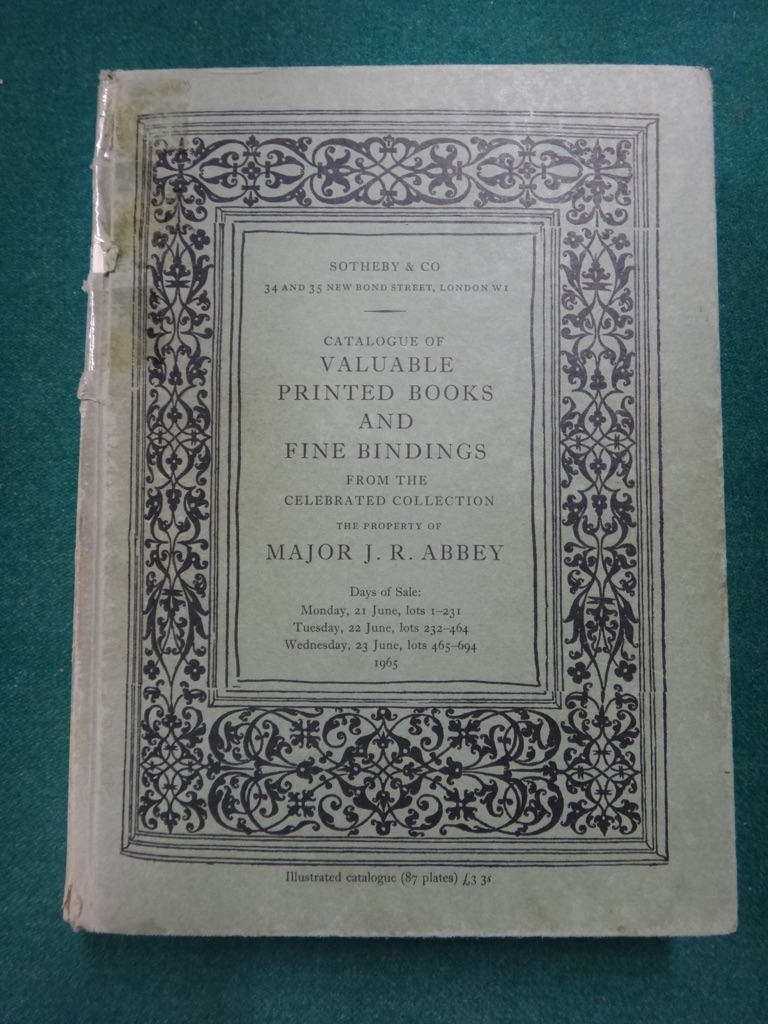 SOTHEBY & CO
34 AND 35 NEW BOND STREET, LONDON W1
CATALOGUE OF
VALUABLE
PRINTED BOOKS
AND
FINE BINDINGS
FROM THE
CELEBRATED COLLECTION
THE PROPERTY OF
MAJOR J. R. ABBEY
Days of Sale:
Monday, 21 June, lots 1–231
Tuesday, 22 June, lots 232–464
Wednesday, 23 June, lots 465–694
1965
Illustrated catalogue (87 plates) £3 3s